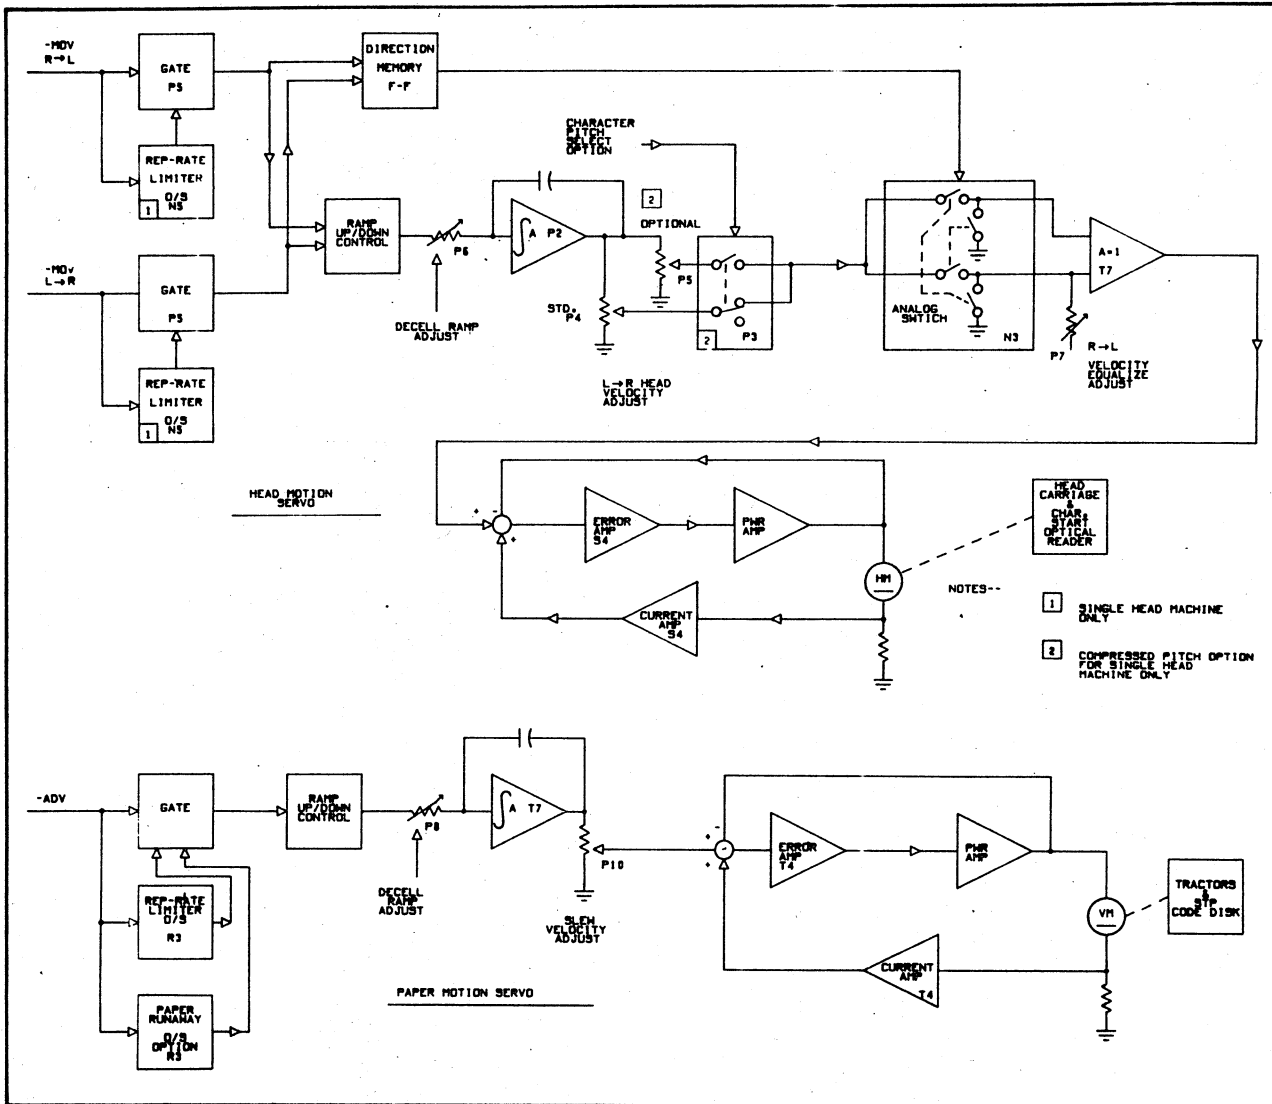 -MOV
R→L
GATE
P5
REP-RATE
LIMITER
O/S
N5
1
DIRECTION
MEMORY
F-F
CHARACTER
PITCH
SELECT
OPTION
RAMP
UP/DOWN
CONTROL
P6
DECELL RAMP
ADJUST
∫A P2
2
OPTIONAL
P5
STD.
P4
2
P3
L→R HEAD
VELOCITY
ADJUST
ANALOG
SWTICH
N3
A=1
T7
P7
R→L
VELOCITY
EQUALIZE
ADJUST
-MOV
L→R
GATE
P5
REP-RATE
LIMITER
O/S
N5
1
HEAD MOTION
SERVO
+
-
+
ERROR
AMP
S4
PWR
AMP
HM
CURRENT
AMP
S4
HEAD
CARRIAGE
&
CHAR.
START
OPTICAL
READER
NOTES--
1 SINGLE HEAD MACHINE
ONLY
2 COMPRESSED PITCH OPTION
FOR SINGLE HEAD
MACHINE ONLY
-ADV
GATE
REP-RATE
LIMITER
O/S
R3
PAPER
RUNAWAY
O/S
OPTION
R3
RAMP
UP/DOWN
CONTROL
P8
DECELL
RAMP
ADJUST
∫A T7
P10
SLEW
VELOCITY
ADJUST
PAPER MOTION SERVO
+
-
+
-
ERROR
AMP
T4
PWR
AMP
VM
CURRENT
AMP
T4
TRACTORS
&
STP
CODE DISK